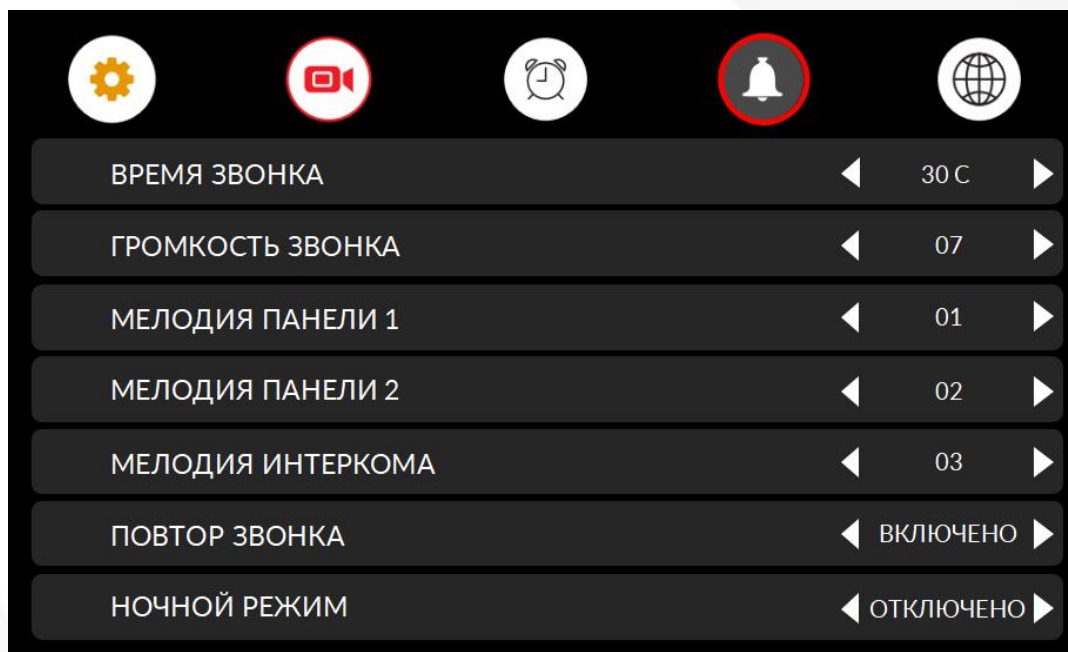 ВРЕМЯ ЗВОНКА 30 С
ГРОМКОСТЬ ЗВОНКА 07
МЕЛОДИЯ ПАНЕЛИ 1 01
МЕЛОДИЯ ПАНЕЛИ 2 02
МЕЛОДИЯ ИНТЕРКОМА 03
ПОВТОР ЗВОНКА ВКЛЮЧЕНО
НОЧНОЙ РЕЖИМ ОТКЛЮЧЕНО